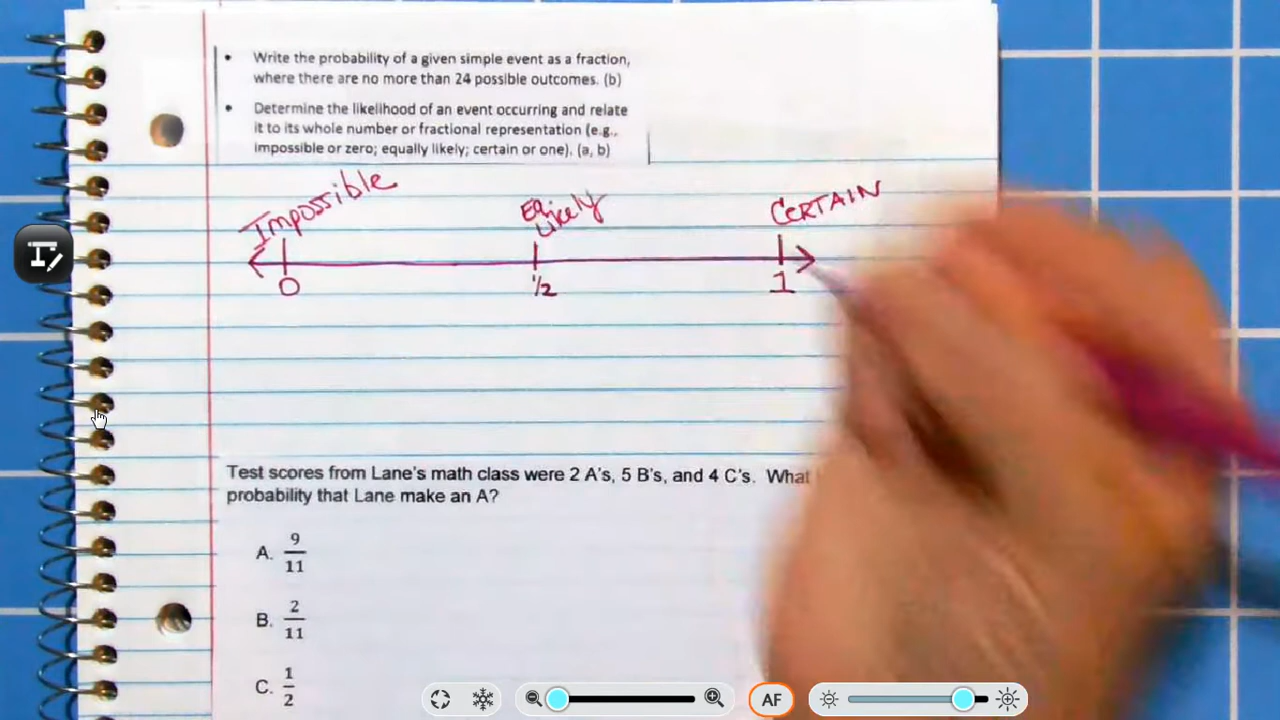 • Write the probability of a given simple event as a fraction,
where there are no more than 24 possible outcomes. (b)
• Determine the likelihood of an event occurring and relate
it to its whole number or fractional representation (e.g.,
impossible or zero; equally likely; certain or one). (a, b)
Impossible
Eq. Likely
CERTAIN
0
1/2
1
Test scores from Lane's math class were 2 A's, 5 B's, and 4 C's. What
probability that Lane make an A?
A. 9/11
B. 2/11
C. 1/2
AF